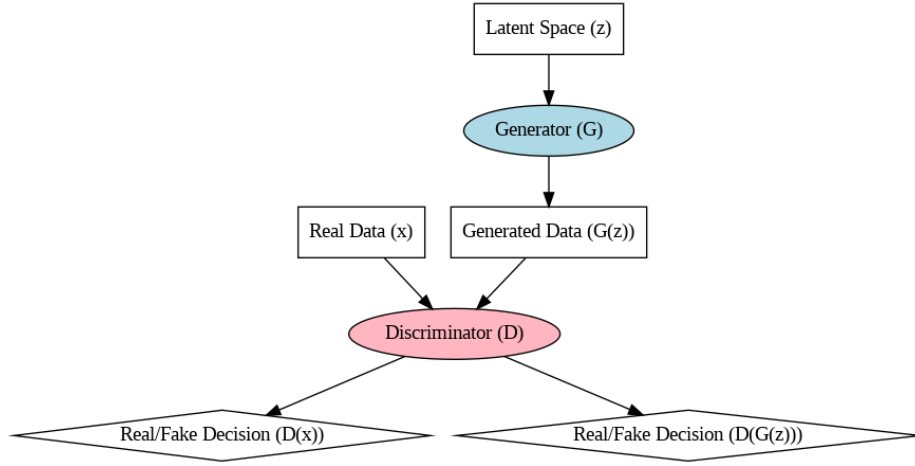 Latent Space (z)
Generator (G)
Real Data (x)
Generated Data (G(z))
Discriminator (D)
Real/Fake Decision (D(x))
Real/Fake Decision (D(G(z)))